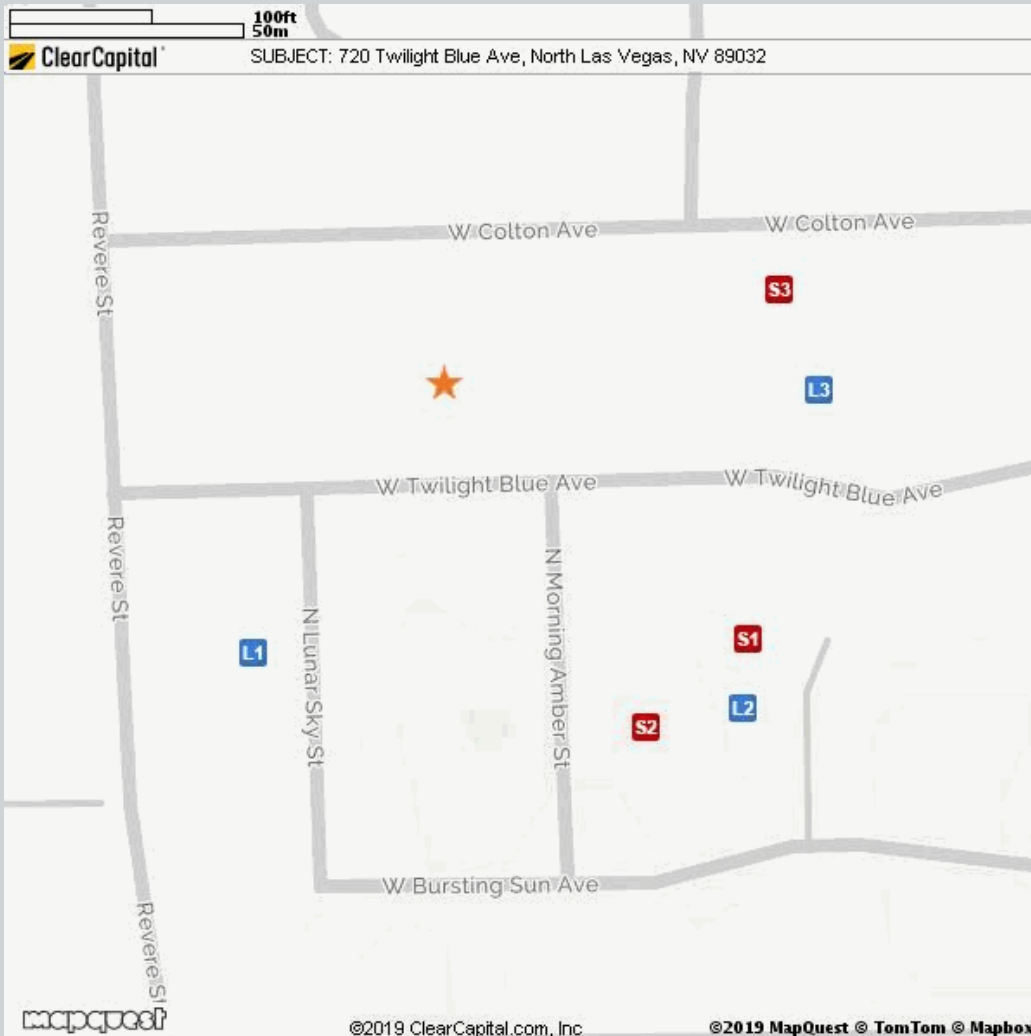 100ft
50m
ClearCapital
SUBJECT: 720 Twilight Blue Ave, North Las Vegas, NV 89032
Revere St
W Colton Ave
W Colton Ave
S3
L3
W Twilight Blue Ave
W Twilight Blue Ave
Revere St
N Lunar Sky St
N Morning Amber St
L1
S1
L2
S2
W Bursting Sun Ave
Revere St
mapquest
©2019 ClearCapital.com, Inc
©2019 MapQuest © TomTom © Mapbox